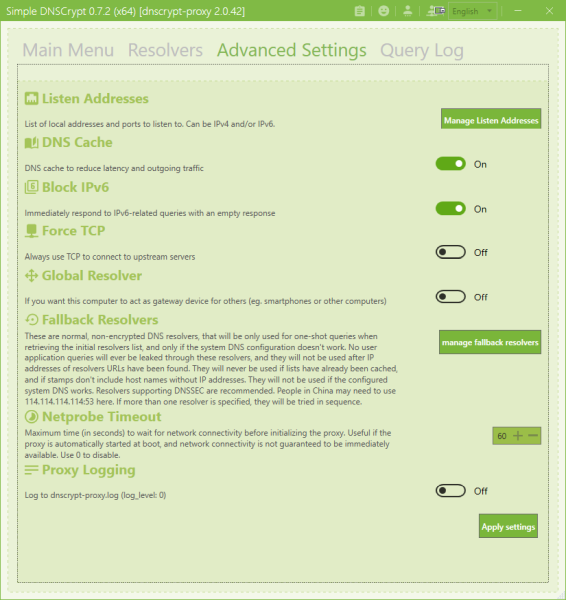 Simple DNSCrypt 0.7.2 (x64) [dnscrypt-proxy 2.0.42]
English
Main Menu Resolvers Advanced Settings Query Log
Listen Addresses
List of local addresses and ports to listen to. Can be IPv4 and/or IPv6.
Manage Listen Addresses
DNS Cache
DNS cache to reduce latency and outgoing traffic
On
Block IPv6
Immediately respond to IPv6-related queries with an empty response
On
Force TCP
Always use TCP to connect to upstream servers
Off
Global Resolver
If you want this computer to act as gateway device for others (eg. smartphones or other computers)
Off
Fallback Resolvers
These are normal, non-encrypted DNS resolvers, that will be only used for one-shot queries when
retrieving the initial resolvers list, and only if the system DNS configuration doesn't work. No user
application queries will ever be leaked through these resolvers, and they will not be used after IP
addresses of resolvers URLs have been found. They will never be used if lists have already been cached,
and if stamps don't include host names without IP addresses. They will not be used if the configured
system DNS works. Resolvers supporting DNSSEC are recommended. People in China may need to use
114.114.114.114:53 here. If more than one resolver is specified, they will be tried in sequence.
manage fallback resolvers
Netprobe Timeout
Maximum time (in seconds) to wait for network connectivity before initializing the proxy. Useful if the
proxy is automatically started at boot, and network connectivity is not guaranteed to be immediately
available. Use 0 to disable.
60
Proxy Logging
Log to dnscrypt-proxy.log (log_level: 0)
Off
Apply settings